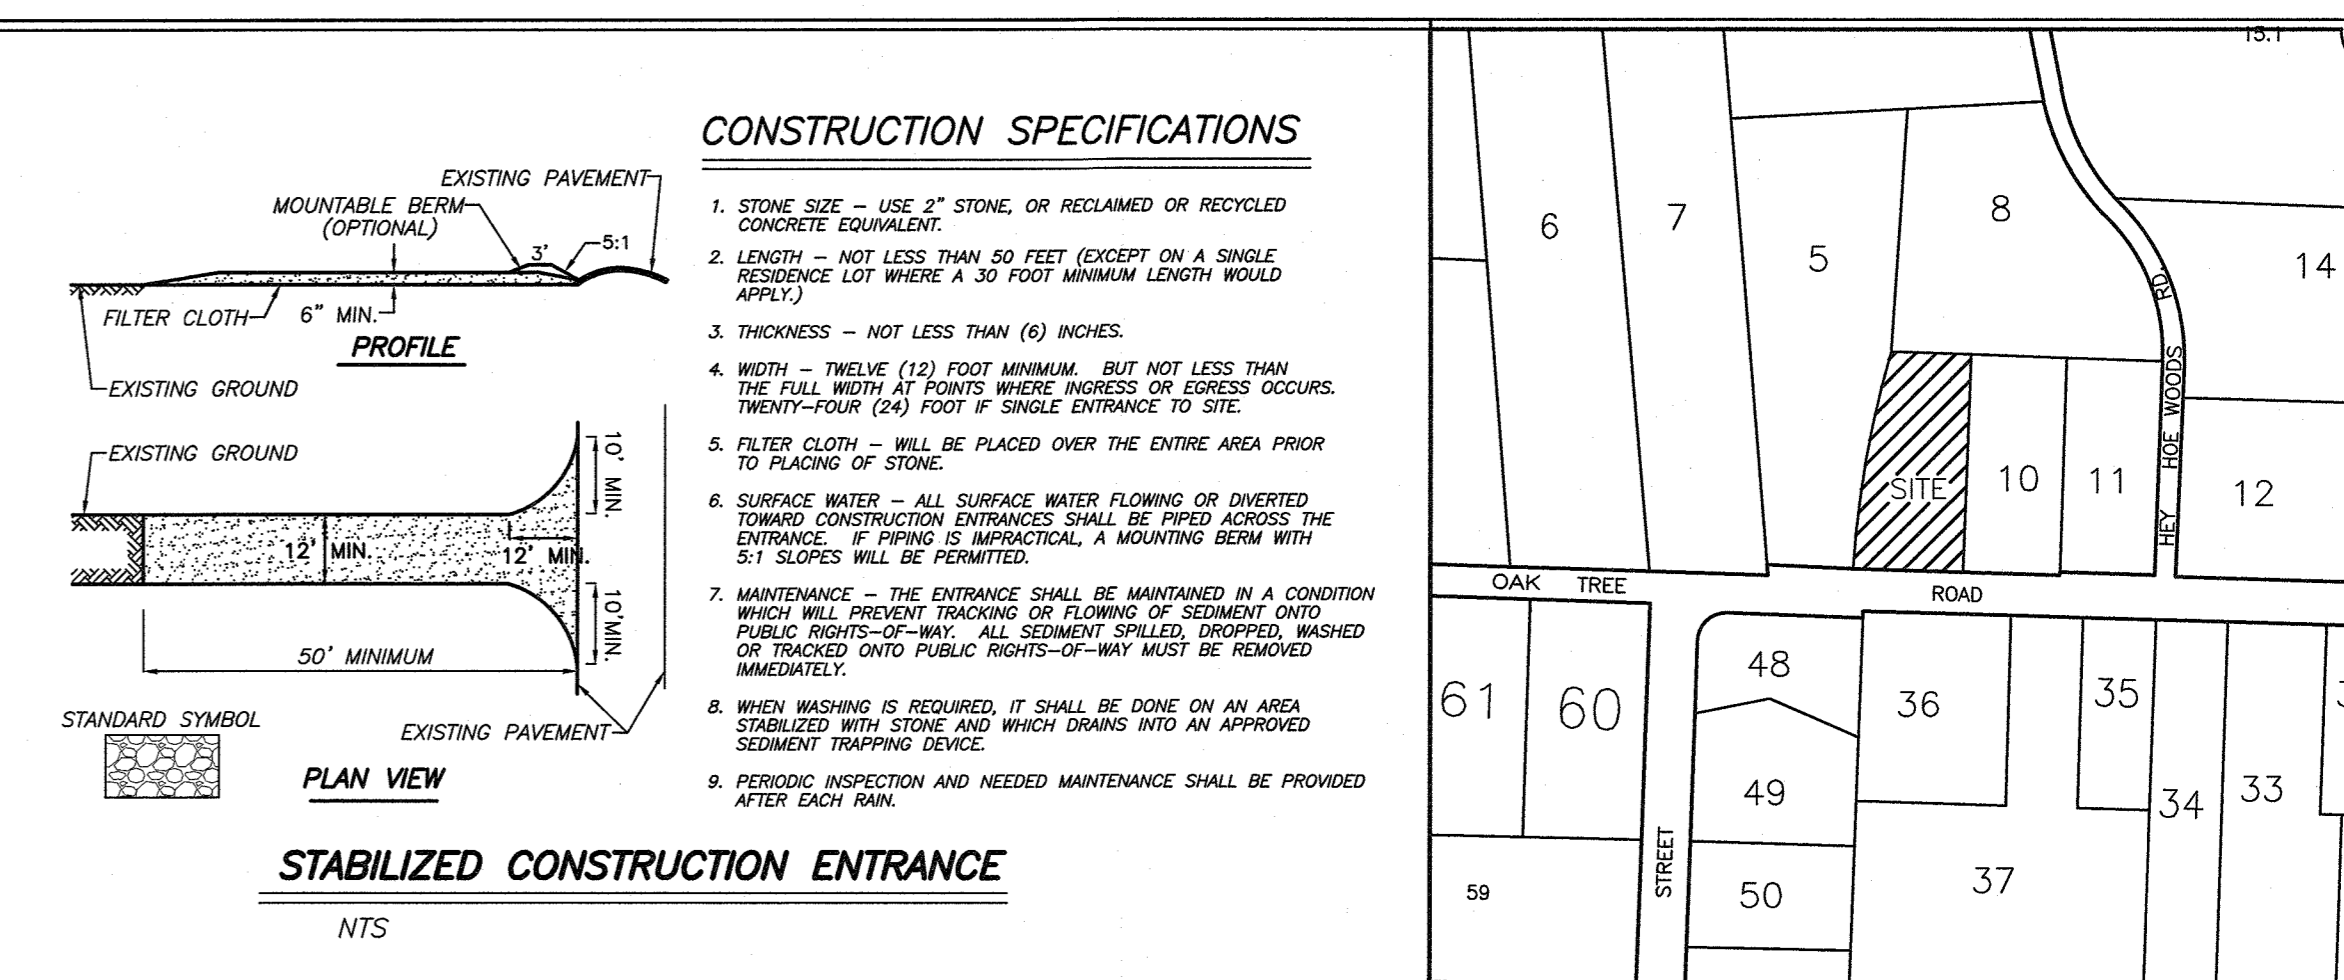 CONSTRUCTION SPECIFICATIONS
EXISTING PAVEMENT
MOUNTABLE BERM
(OPTIONAL)
3'
5:1
FILTER CLOTH
6" MIN.
PROFILE
EXISTING GROUND
EXISTING GROUND
10' MIN.
12' MIN.
12' MIN.
10' MIN.
50' MINIMUM
STANDARD SYMBOL
EXISTING PAVEMENT
PLAN VIEW
1. STONE SIZE – USE 2" STONE, OR RECLAIMED OR RECYCLED
CONCRETE EQUIVALENT.
2. LENGTH – NOT LESS THAN 50 FEET (EXCEPT ON A SINGLE
RESIDENCE LOT WHERE A 30 FOOT MINIMUM LENGTH WOULD
APPLY.)
3. THICKNESS – NOT LESS THAN (6) INCHES.
4. WIDTH – TWELVE (12) FOOT MINIMUM. BUT NOT LESS THAN
THE FULL WIDTH AT POINTS WHERE INGRESS OR EGRESS OCCURS.
TWENTY–FOUR (24) FOOT IF SINGLE ENTRANCE TO SITE.
5. FILTER CLOTH – WILL BE PLACED OVER THE ENTIRE AREA PRIOR
TO PLACING OF STONE.
6. SURFACE WATER – ALL SURFACE WATER FLOWING OR DIVERTED
TOWARD CONSTRUCTION ENTRANCES SHALL BE PIPED ACROSS THE
ENTRANCE. IF PIPING IS IMPRACTICAL, A MOUNTING BERM WITH
5:1 SLOPES WILL BE PERMITTED.
7. MAINTENANCE – THE ENTRANCE SHALL BE MAINTAINED IN A CONDITION
WHICH WILL PREVENT TRACKING OR FLOWING OF SEDIMENT ONTO
PUBLIC RIGHTS–OF–WAY. ALL SEDIMENT SPILLED, DROPPED, WASHED
OR TRACKED ONTO PUBLIC RIGHTS–OF–WAY MUST BE REMOVED
IMMEDIATELY.
8. WHEN WASHING IS REQUIRED, IT SHALL BE DONE ON AN AREA
STABILIZED WITH STONE AND WHICH DRAINS INTO AN APPROVED
SEDIMENT TRAPPING DEVICE.
9. PERIODIC INSPECTION AND NEEDED MAINTENANCE SHALL BE PROVIDED
AFTER EACH RAIN.
STABILIZED CONSTRUCTION ENTRANCE
NTS
15.1
6
7
5
8
14
HEY HOE WOODS RD.
SITE
10
11
12
OAK TREE ROAD
61
60
48
36
35
49
34
33
59
STREET
50
37